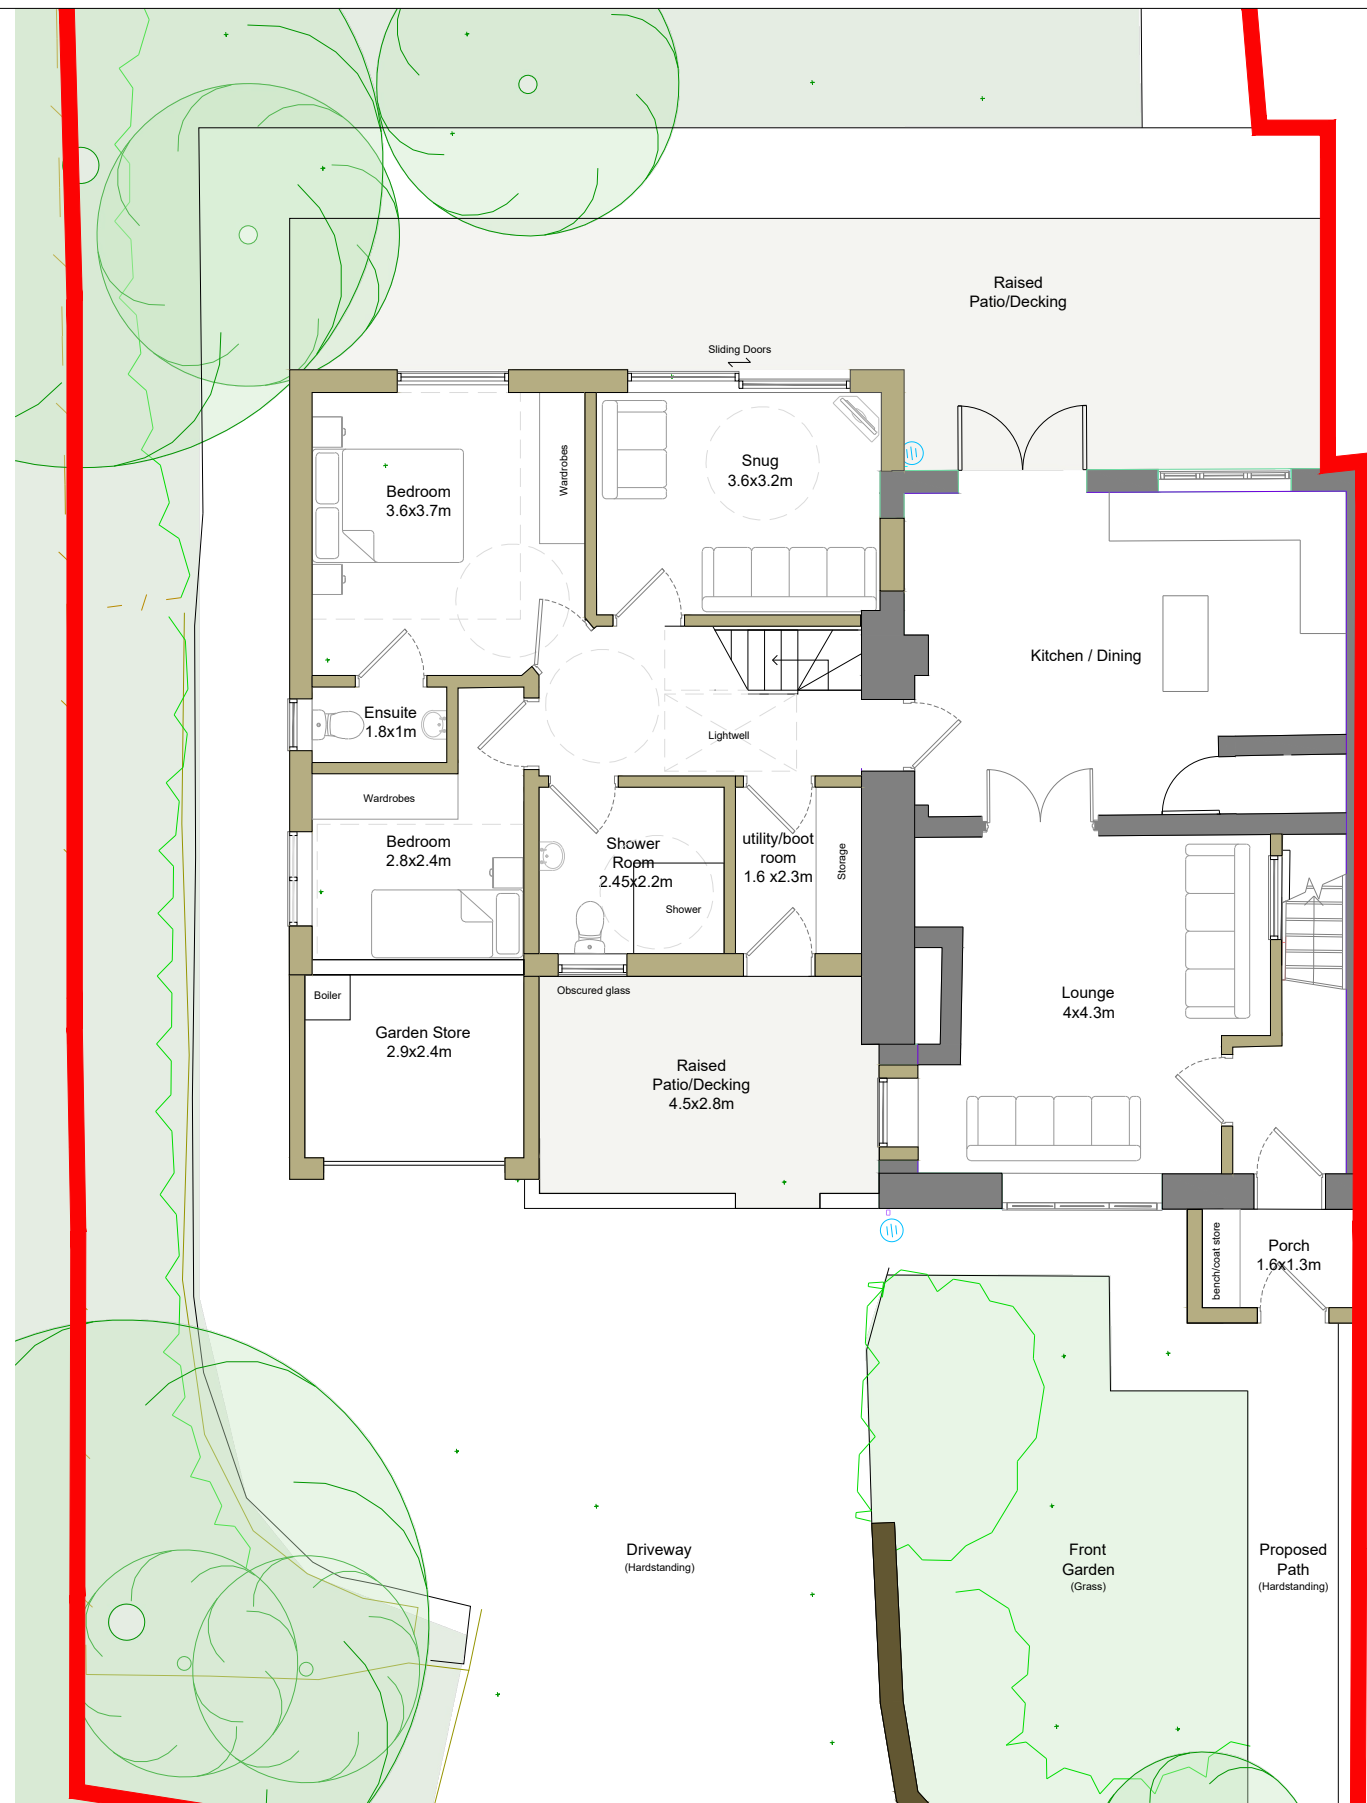 Raised
Patio/Decking
Sliding Doors
Snug
3.6x3.2m
Wardrobes
Bedroom
3.6x3.7m
Kitchen / Dining
Ensuite
1.8x1m
Lightwell
Wardrobes
Bedroom
2.8x2.4m
Shower
Room
2.45x2.2m
Shower
utility/boot
room
1.6 x2.3m
Storage
Obscured glass
Boiler
Garden Store
2.9x2.4m
Lounge
4x4.3m
Raised
Patio/Decking
4.5x2.8m
bench/coat store
Porch
1.6x1.3m
Driveway
(Hardstanding)
Front
Garden
(Grass)
Proposed
Path
(Hardstanding)